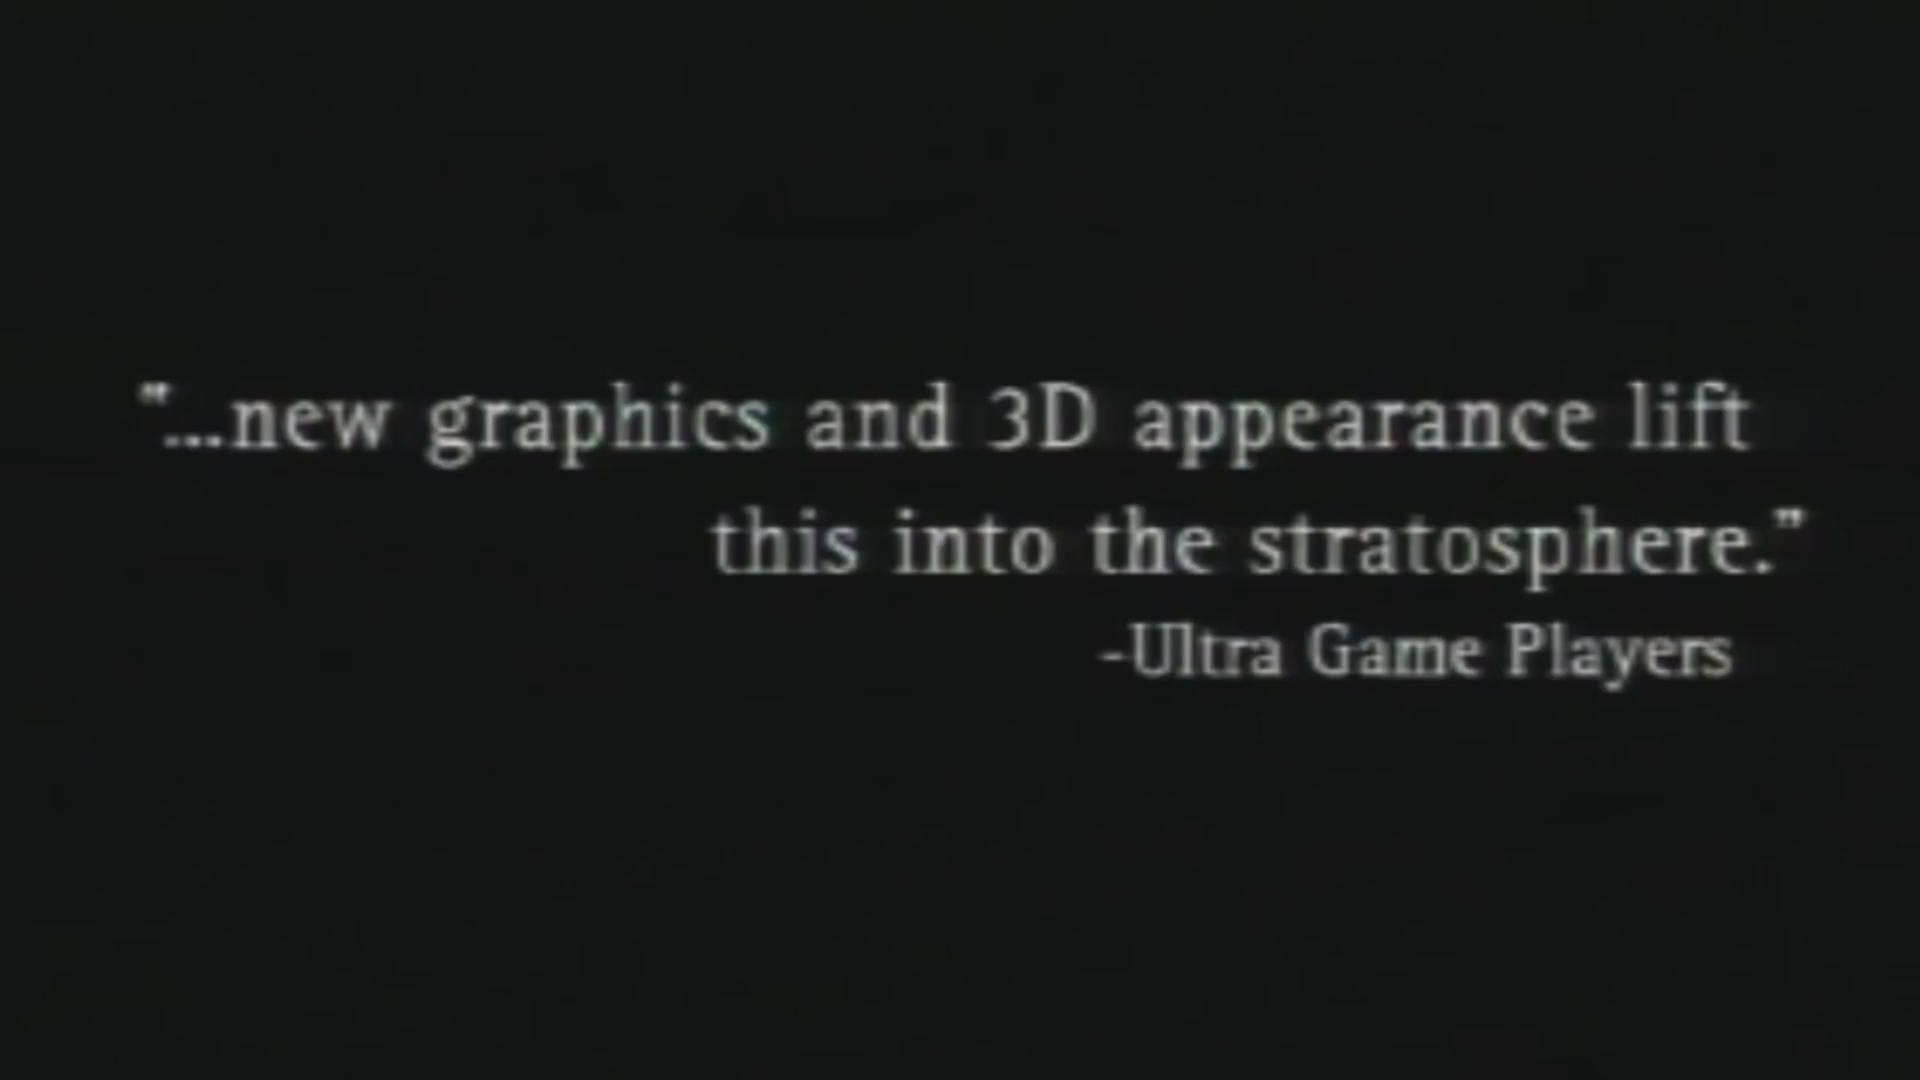 "...new graphics and 3D appearance lift
this into the stratosphere."
-Ultra Game Players